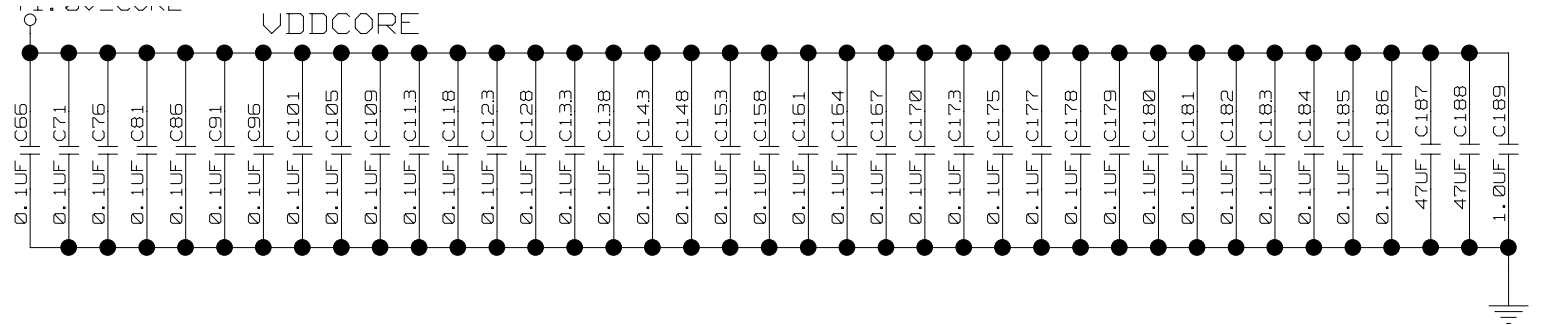 VDDCORE
0.1UF C66
0.1UF C71
0.1UF C76
0.1UF C81
0.1UF C86
0.1UF C91
0.1UF C96
0.1UF C101
0.1UF C105
0.1UF C109
0.1UF C113
0.1UF C118
0.1UF C123
0.1UF C128
0.1UF C133
0.1UF C138
0.1UF C143
0.1UF C148
0.1UF C153
0.1UF C158
0.1UF C161
0.1UF C164
0.1UF C167
0.1UF C170
0.1UF C173
0.1UF C175
0.1UF C177
0.1UF C178
0.1UF C179
0.1UF C180
0.1UF C181
0.1UF C182
0.1UF C183
0.1UF C184
0.1UF C185
0.1UF C186
47UF C187
47UF C188
1.0UF C189